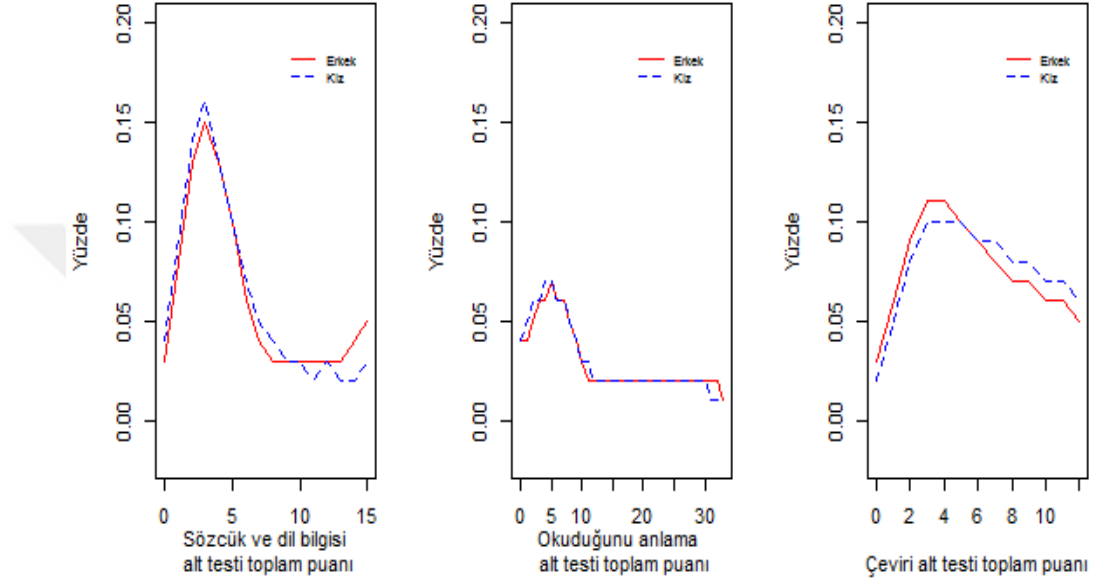 0.20
0.15
0.10
0.05
0.00
Yüzde
Erkek
Kiz
0 5 10 15
Sözcük ve dil bilgisi
alt testi toplam puanı
0.20
0.15
0.10
0.05
0.00
Yüzde
Erkek
Kiz
0 5 10 20 30
Okuduğunu anlama
alt testi toplam puanı
0.20
0.15
0.10
0.05
0.00
Yüzde
Erkek
Kiz
0 2 4 6 8 10
Çeviri alt testi toplam puanı